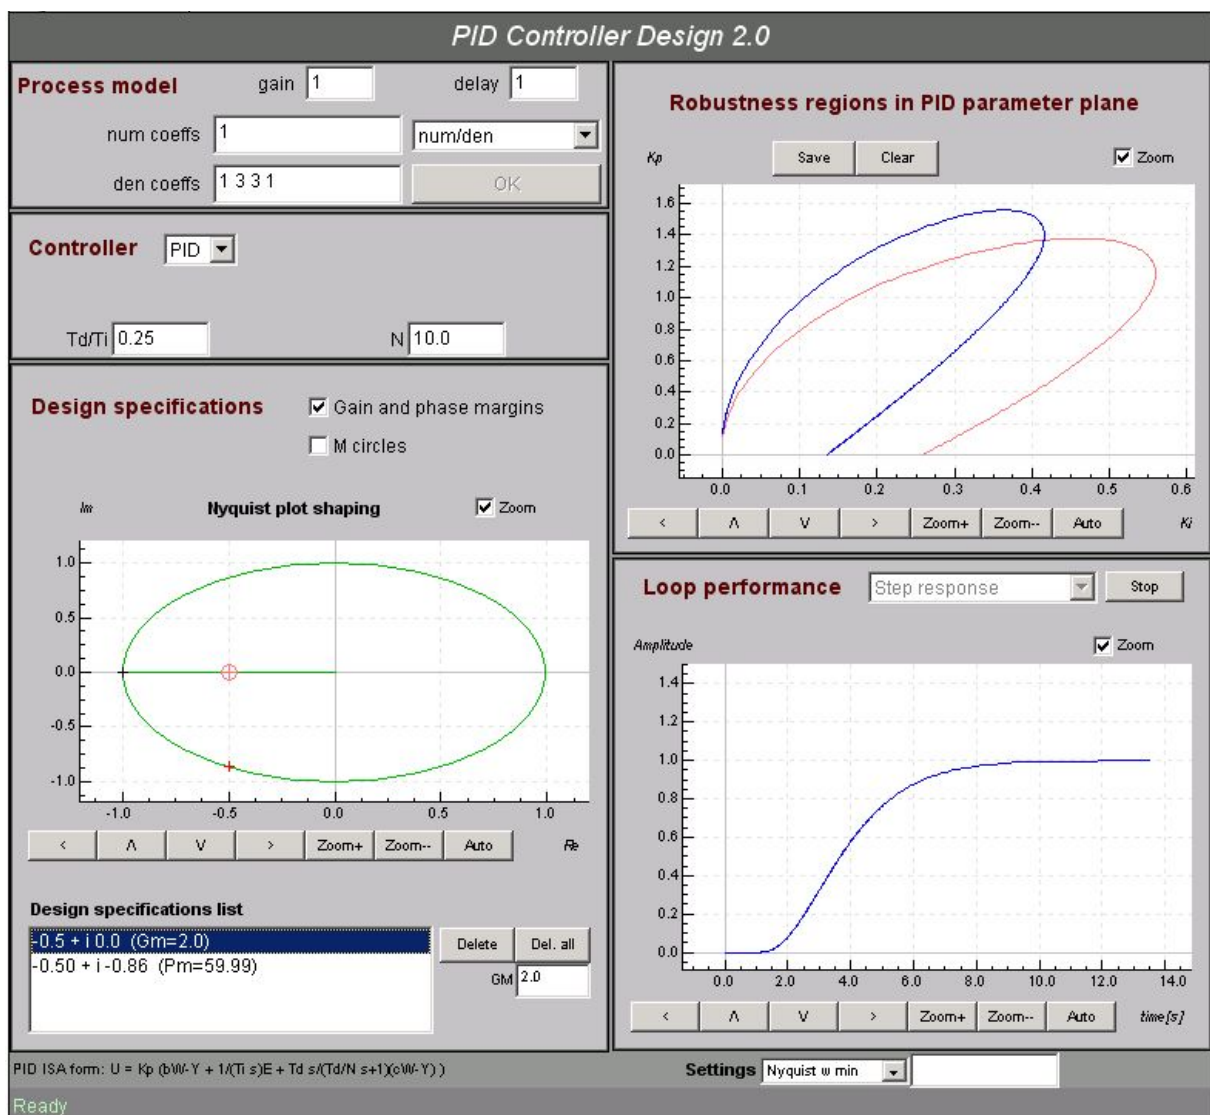 PID Controller Design 2.0
Process model gain 1 delay 1
num coeffs 1 num/den
den coeffs 1 3 3 1 OK
Controller PID
Td/Ti 0.25 N 10.0
Design specifications Gain and phase margins
M circles
Im Nyquist plot shaping Zoom
1.0
0.5
0.0
-0.5
-1.0
-1.0 -0.5 0.0 0.5 1.0
< Λ V > Zoom+ Zoom-- Auto Re
Design specifications list
-0.5 + i 0.0 (Gm=2.0)
-0.50 + i -0.86 (Pm=59.99)
Delete Del. all
GM 2.0
Robustness regions in PID parameter plane
Kp Save Clear Zoom
1.6
1.4
1.2
1.0
0.8
0.6
0.4
0.2
0.0
0.0 0.1 0.2 0.3 0.4 0.5 0.6
< Λ V > Zoom+ Zoom-- Auto Ki
Loop performance Step response Stop
Amplitude Zoom
1.4
1.2
1.0
0.8
0.6
0.4
0.2
0.0
0.0 2.0 4.0 6.0 8.0 10.0 12.0 14.0
< Λ V > Zoom+ Zoom-- Auto time[s]
PID ISA form: U = Kp (bW-Y + 1/(Ti s)E + Td s/(Td/N s+1)(cW-Y) )
Settings Nyquist w min
Ready